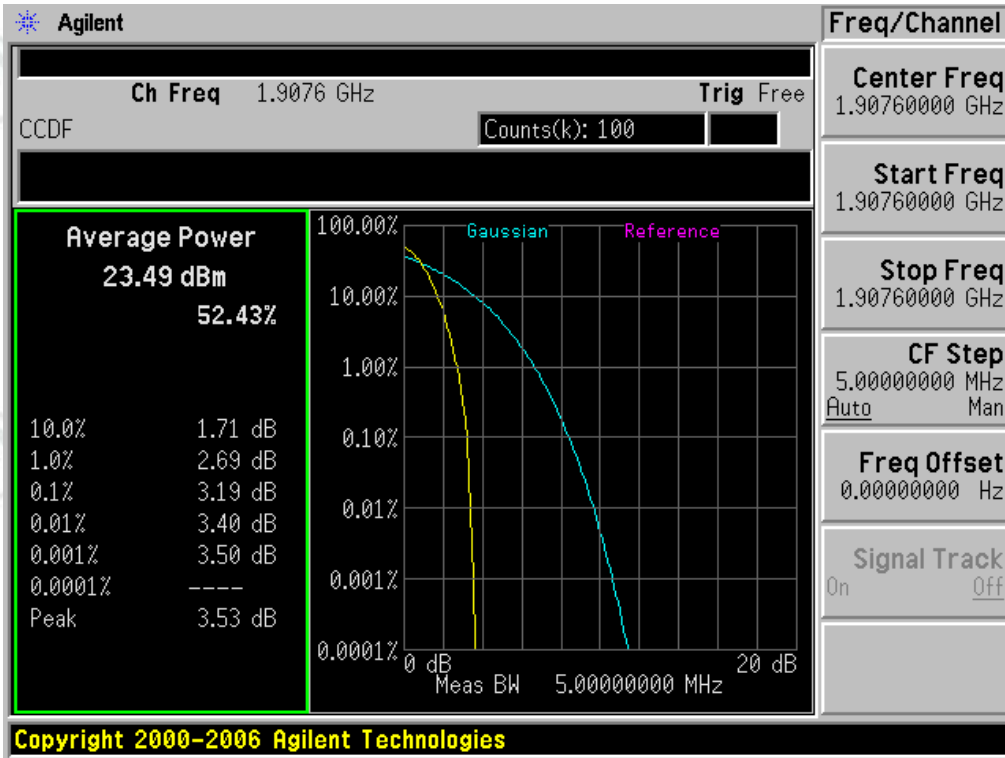 Agilent
Freq/Channel
Ch Freq 1.9076 GHz Trig Free
CCDF Counts(k): 100
Average Power
23.49 dBm
52.43%
10.0% 1.71 dB
1.0% 2.69 dB
0.1% 3.19 dB
0.01% 3.40 dB
0.001% 3.50 dB
0.0001% ----
Peak 3.53 dB
Gaussian Reference
100.00%
10.00%
1.00%
0.10%
0.01%
0.001%
0.0001%
0 dB 20 dB
Meas BW 5.00000000 MHz
Center Freq
1.90760000 GHz
Start Freq
1.90760000 GHz
Stop Freq
1.90760000 GHz
CF Step
5.00000000 MHz
Auto Man
Freq Offset
0.00000000 Hz
Signal Track
On Off
Copyright 2000-2006 Agilent Technologies